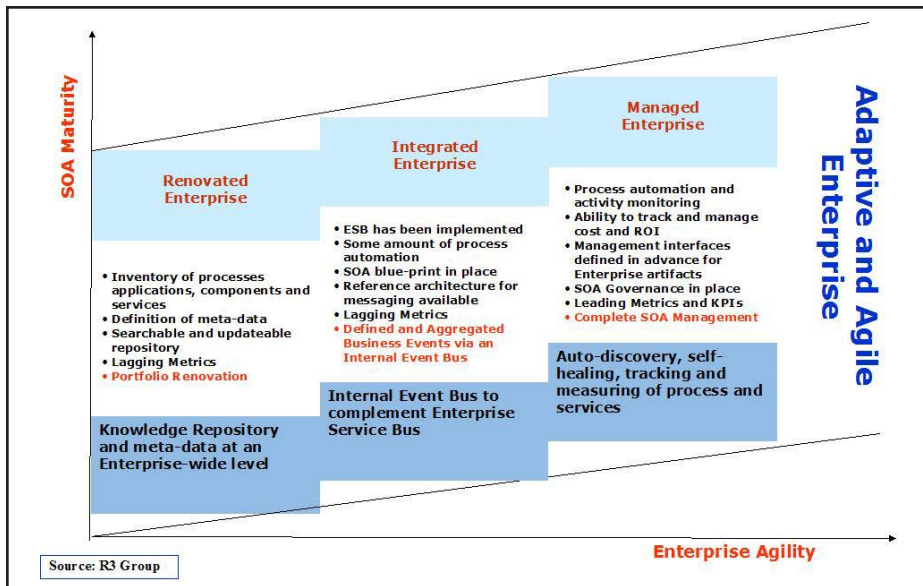 SOA Maturity
Renovated
Enterprise
• Inventory of processes
applications, components and
services
• Definition of meta-data
• Searchable and updateable
repository
• Lagging Metrics
• Portfolio Renovation
Knowledge Repository
and meta-data at an
Enterprise-wide level
Integrated
Enterprise
• ESB has been implemented
• Some amount of process
automation
• SOA blue-print in place
• Reference architecture for
messaging available
• Lagging Metrics
• Defined and Aggregated
Business Events via an
Internal Event Bus
Internal Event Bus to
complement Enterprise
Service Bus
Managed
Enterprise
• Process automation and
activity monitoring
• Ability to track and manage
cost and ROI
• Management interfaces
defined in advance for
Enterprise artifacts
• SOA Governance in place
• Leading Metrics and KPIs
• Complete SOA Management
Auto-discovery, self-
healing, tracking and
measuring of process and
services
Adaptive and Agile
Enterprise
Enterprise Agility
Source: R3 Group